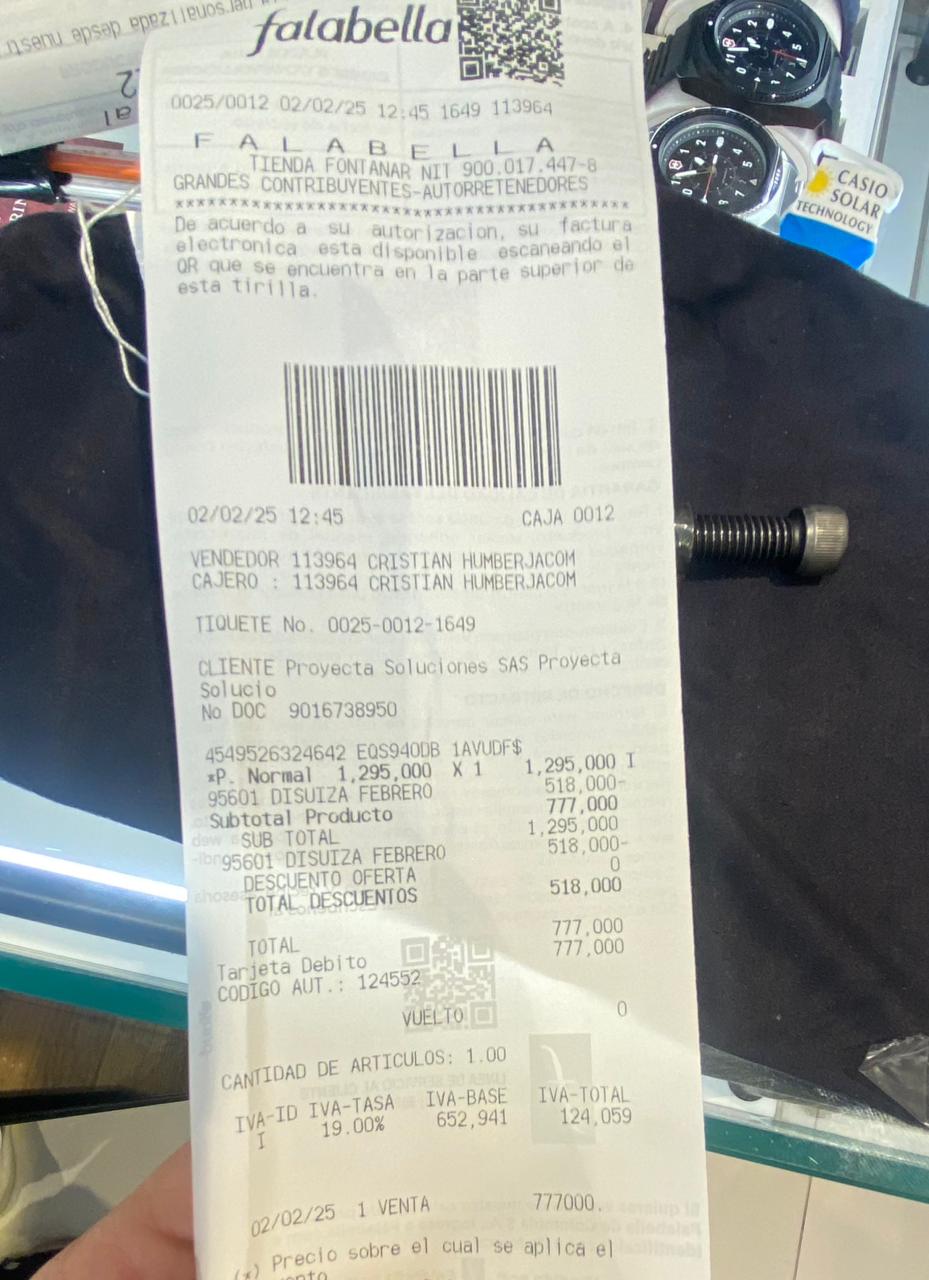 falabella
0025/0012 02/02/25 12:45 1649 113964
F A L A B E L L A
TIENDA FONTANAR NIT 900.017.447-8
GRANDES CONTRIBUYENTES-AUTORRETENEDORES
De acuerdo a su autorizacion, su factura
electronica esta disponible escaneando el
QR que se encuentra en la parte superior de
esta tirilla.
02/02/25 12:45 CAJA 0012
VENDEDOR 113964 CRISTIAN HUMBERJACOM
CAJERO : 113964 CRISTIAN HUMBERJACOM
TIQUETE No. 0025-0012-1649
CLIENTE Proyecta Soluciones SAS Proyecta
Solucio
No DOC 9016738950
4549526324642 EQS940DB 1AVUDF$
*P. Normal 1,295,000 X 1 1,295,000 I
95601 DISUIZA FEBRERO 518,000-
Subtotal Producto 777,000
SUB TOTAL 1,295,000
95601 DISUIZA FEBRERO 518,000-
DESCUENTO OFERTA 0
TOTAL DESCUENTOS 518,000
TOTAL 777,000
Tarjeta Debito 777,000
CODIGO AUT.: 124552
VUELTO 0
CANTIDAD DE ARTICULOS: 1.00
IVA-ID IVA-TASA IVA-BASE IVA-TOTAL
I 19.00% 652,941 124,059
02/02/25 1 VENTA 777000.
(*) Precio sobre el cual se aplica el
CASIO
SOLAR
TECHNOLOGY